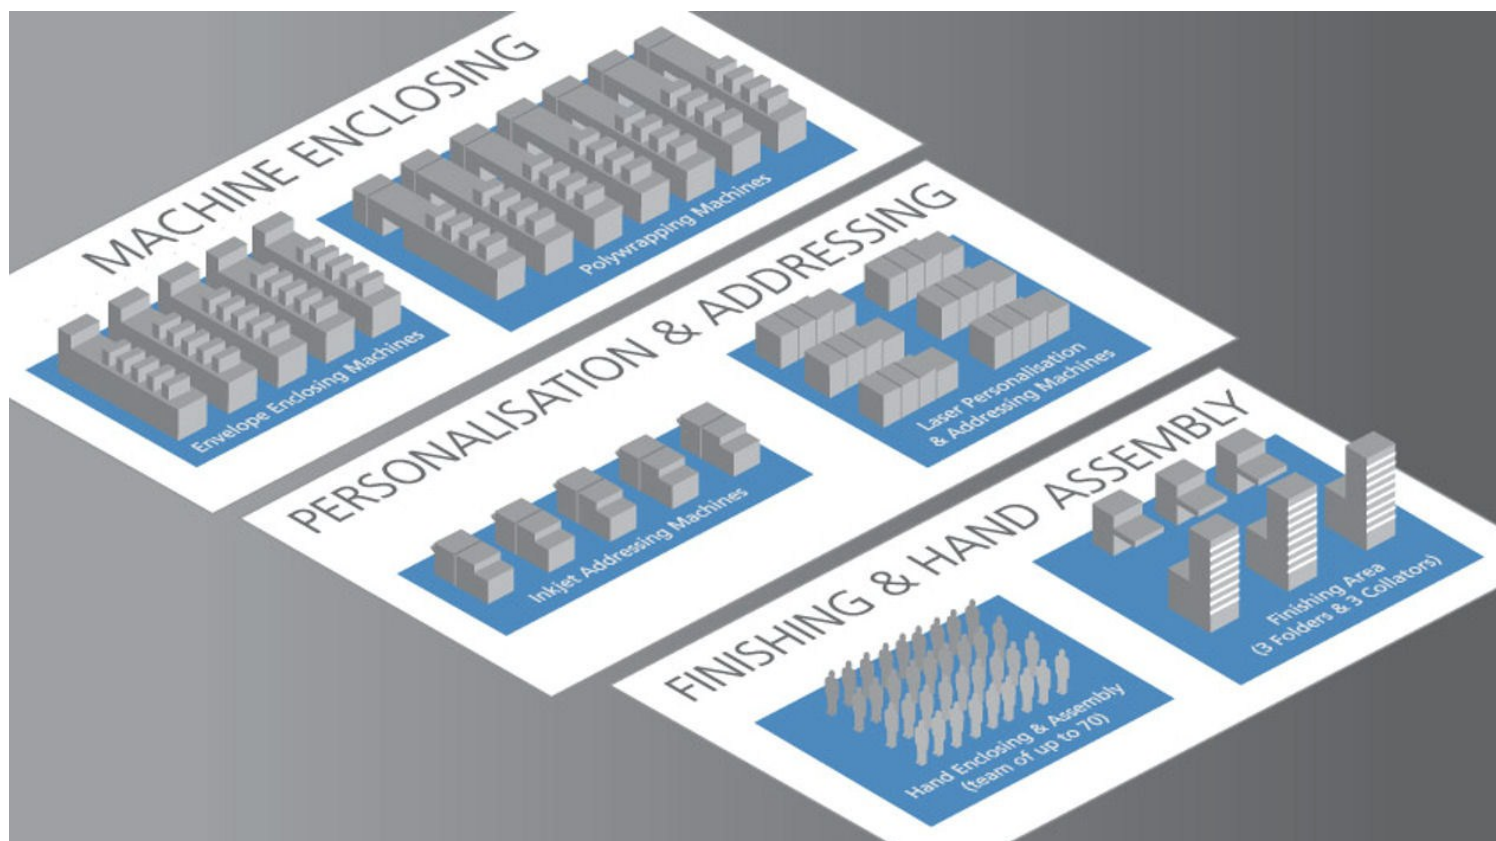 MACHINE ENCLOSING
Envelope Enclosing Machines
Polywrapping Machines
PERSONALISATION & ADDRESSING
Inkjet Addressing Machines
Laser Personalisation
& Addressing Machines
FINISHING & HAND ASSEMBLY
Hand Enclosing & Assembly
(team of up to 70)
Finishing Area
(3 Folders & 3 Collators)